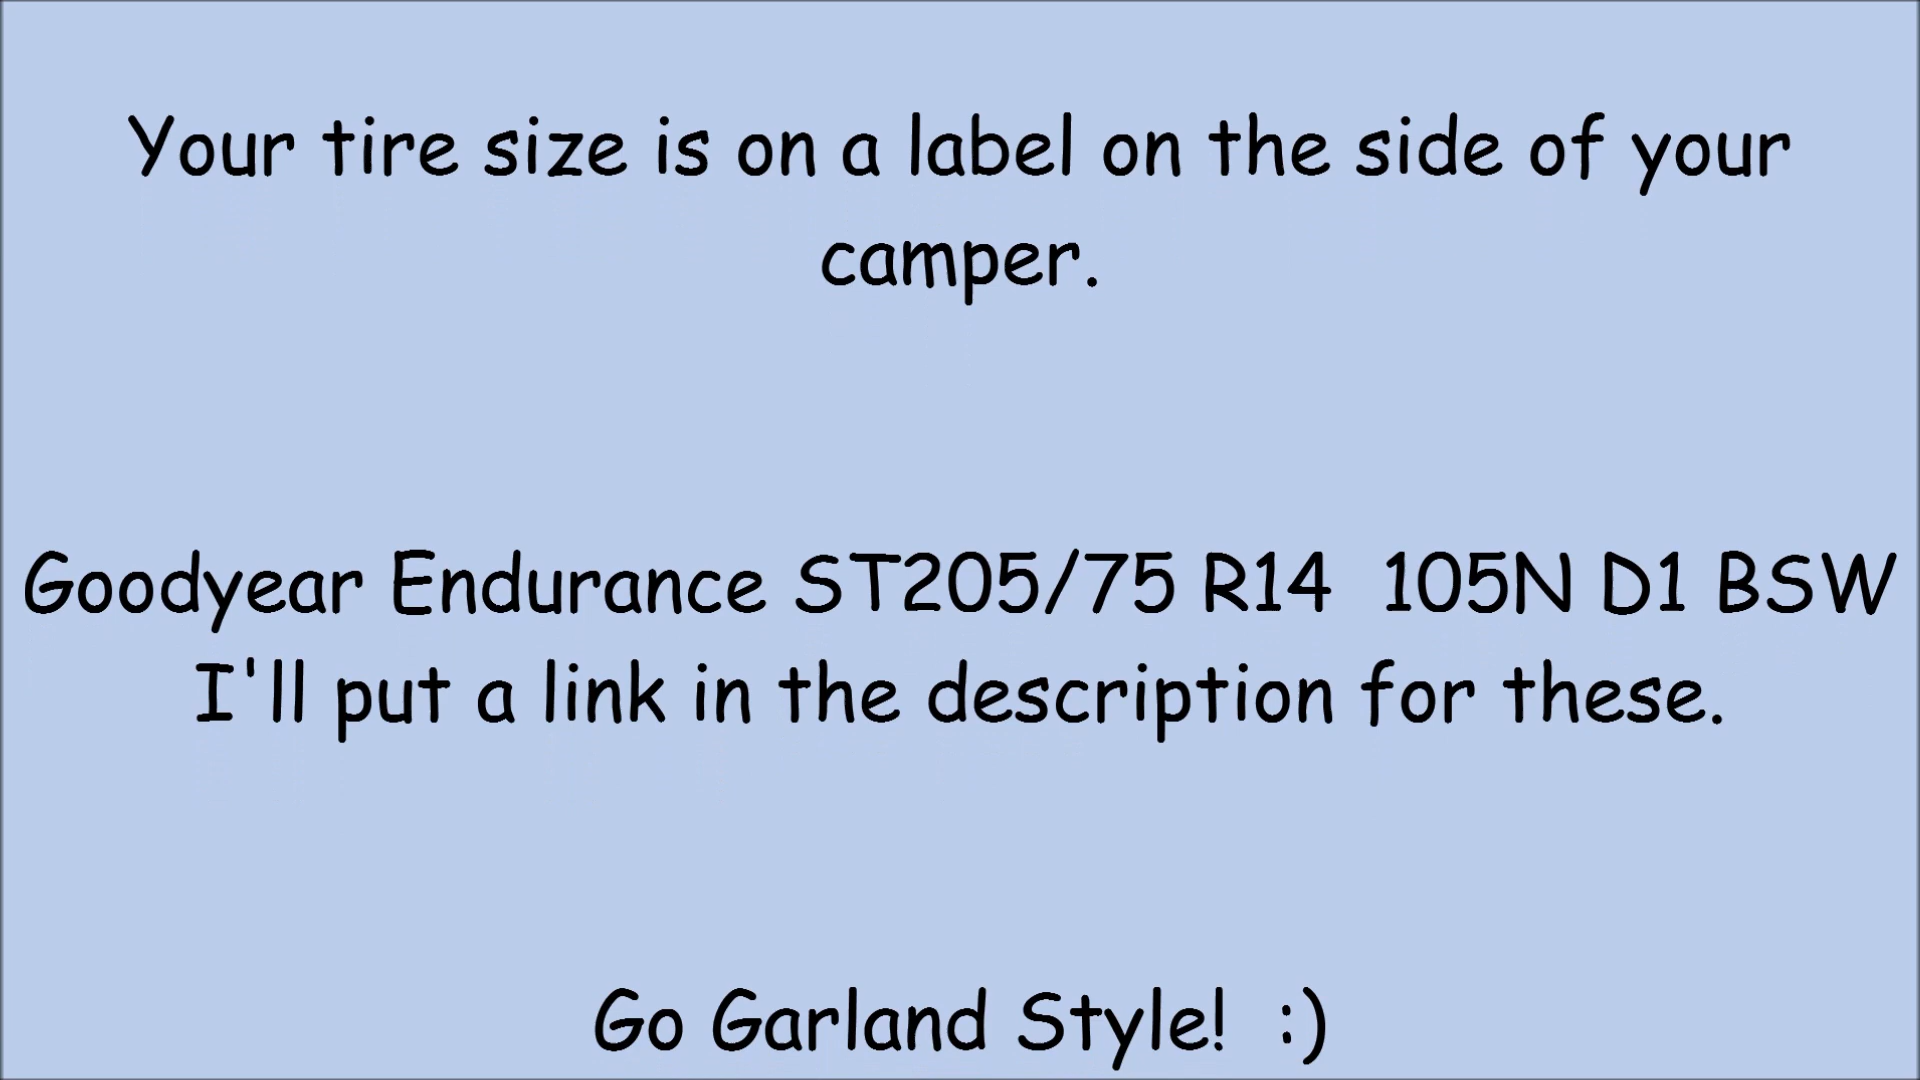 Your tire size is on a label on the side of your
camper.
Goodyear Endurance ST205/75 R14  105N D1 BSW
I'll put a link in the description for these.
Go Garland Style!  :)